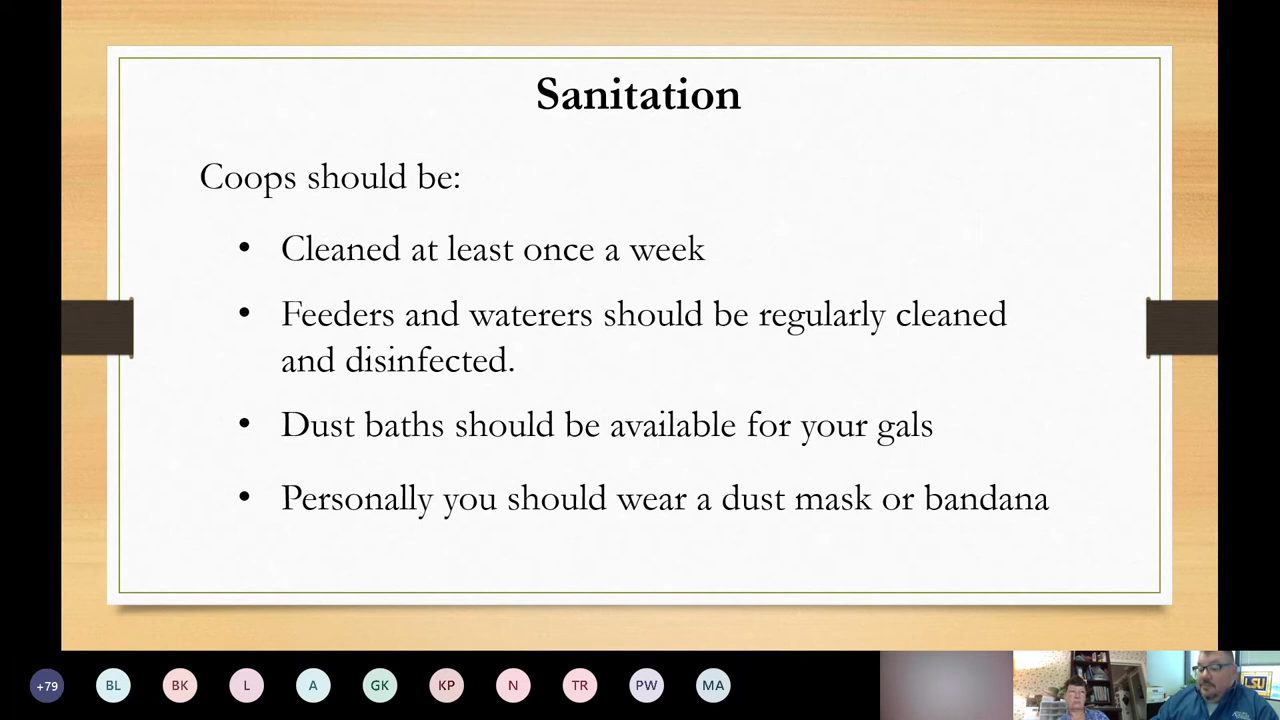 Sanitation
Coops should be:
• Cleaned at least once a week
• Feeders and waterers should be regularly cleaned
and disinfected.
• Dust baths should be available for your gals
• Personally you should wear a dust mask or bandana
+79 BL BK L A GK KP N TR PW MA
LSU